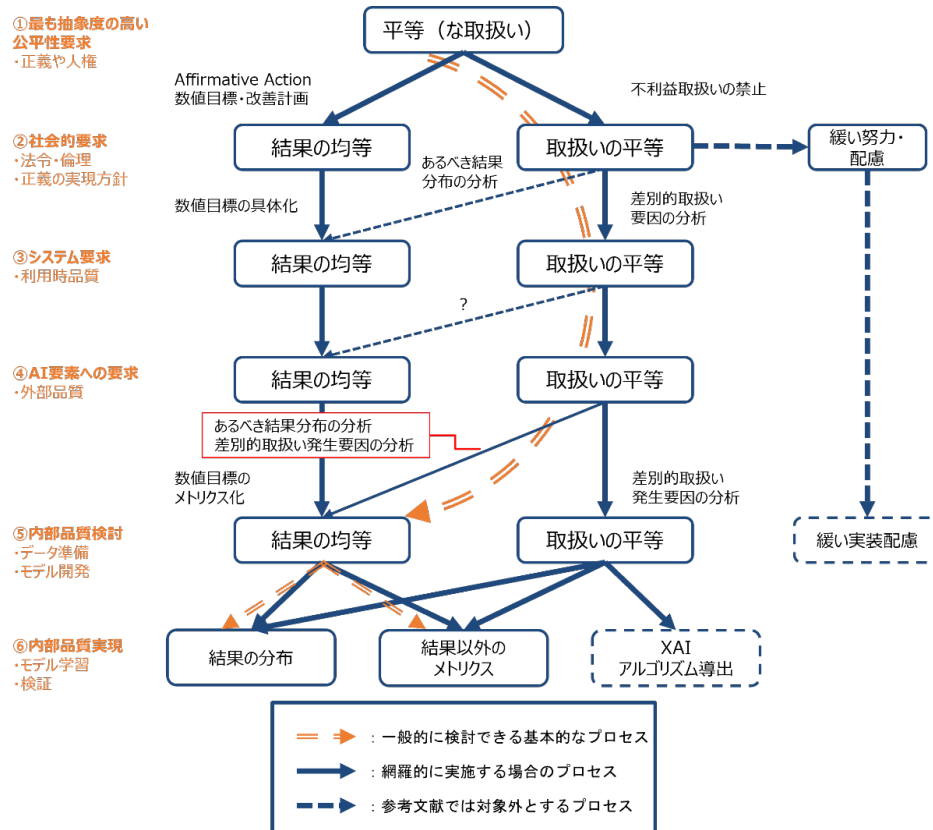 ①最も抽象度の高い
公平性要求
・正義や人権
平等（な取扱い）
Affirmative Action
数値目標・改善計画
不利益取扱いの禁止
②社会的要求
・法令・倫理
・正義の実現方針
結果の均等
取扱いの平等
緩い努力・
配慮
あるべき結果
分布の分析
数値目標の具体化
差別的取扱い
要因の分析
③システム要求
・利用時品質
結果の均等
取扱いの平等
?
④AI要素への要求
・外部品質
結果の均等
取扱いの平等
あるべき結果分布の分析
差別的取扱い発生要因の分析
数値目標の
メトリクス化
差別的取扱い
発生要因の分析
⑤内部品質検討
・データ準備
・モデル開発
結果の均等
取扱いの平等
緩い実装配慮
⑥内部品質実現
・モデル学習
・検証
結果の分布
結果以外の
メトリクス
XAI
アルゴリズム導出
：一般的に検討できる基本的なプロセス
：網羅的に実施する場合のプロセス
：参考文献では対象外とするプロセス